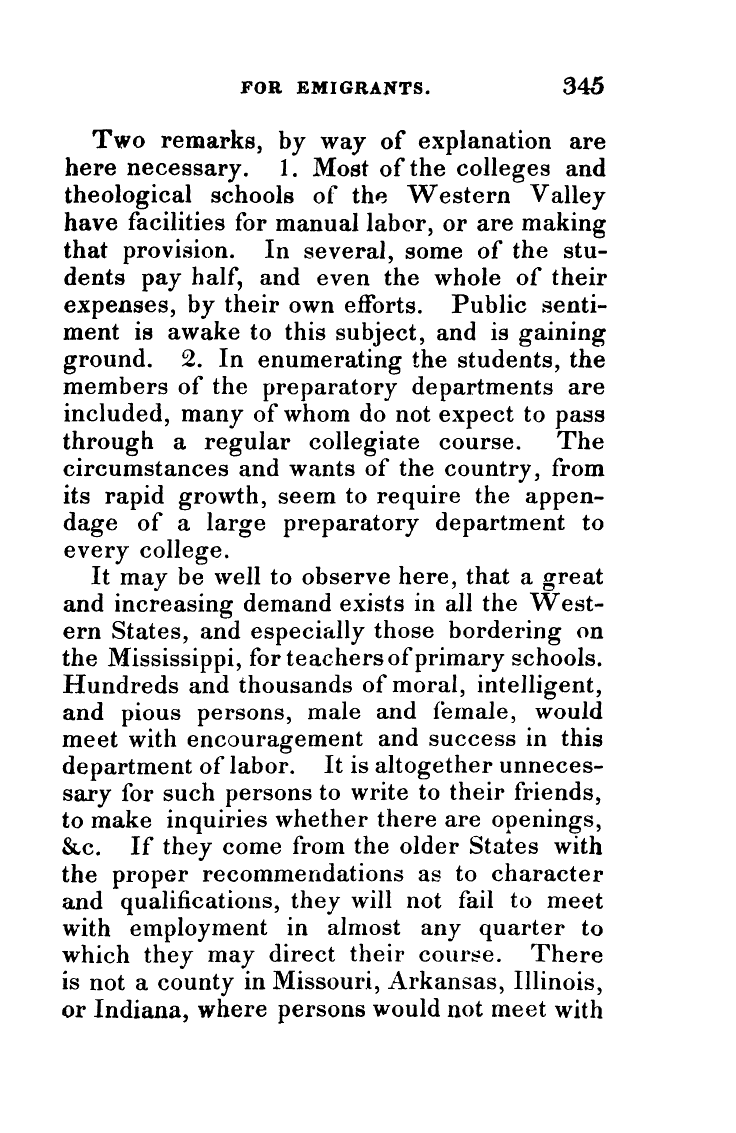 FOR EMIGRANTS. 345
Two remarks, by way of explanation are
here necessary. 1. Most of the colleges and
theological schools of the Western Valley
have facilities for manual labor, or are making
that provision. In several, some of the stu-
dents pay half, and even the whole of their
expenses, by their own efforts. Public senti-
ment is awake to this subject, and is gaining
ground. 2. In enumerating the students, the
members of the preparatory departments are
included, many of whom do not expect to pass
through a regular collegiate course. The
circumstances and wants of the country, from
its rapid growth, seem to require the appen-
dage of a large preparatory department to
every college.
It may be well to observe here, that a great
and increasing demand exists in all the West-
ern States, and especially those bordering on
the Mississippi, for teachers of primary schools.
Hundreds and thousands of moral, intelligent,
and pious persons, male and female, would
meet with encouragement and success in this
department of labor. It is altogether unneces-
sary for such persons to write to their friends,
to make inquiries whether there are openings,
&c. If they come from the older States with
the proper recommendations as to character
and qualifications, they will not fail to meet
with employment in almost any quarter to
which they may direct their course. There
is not a county in Missouri, Arkansas, Illinois,
or Indiana, where persons would not meet with